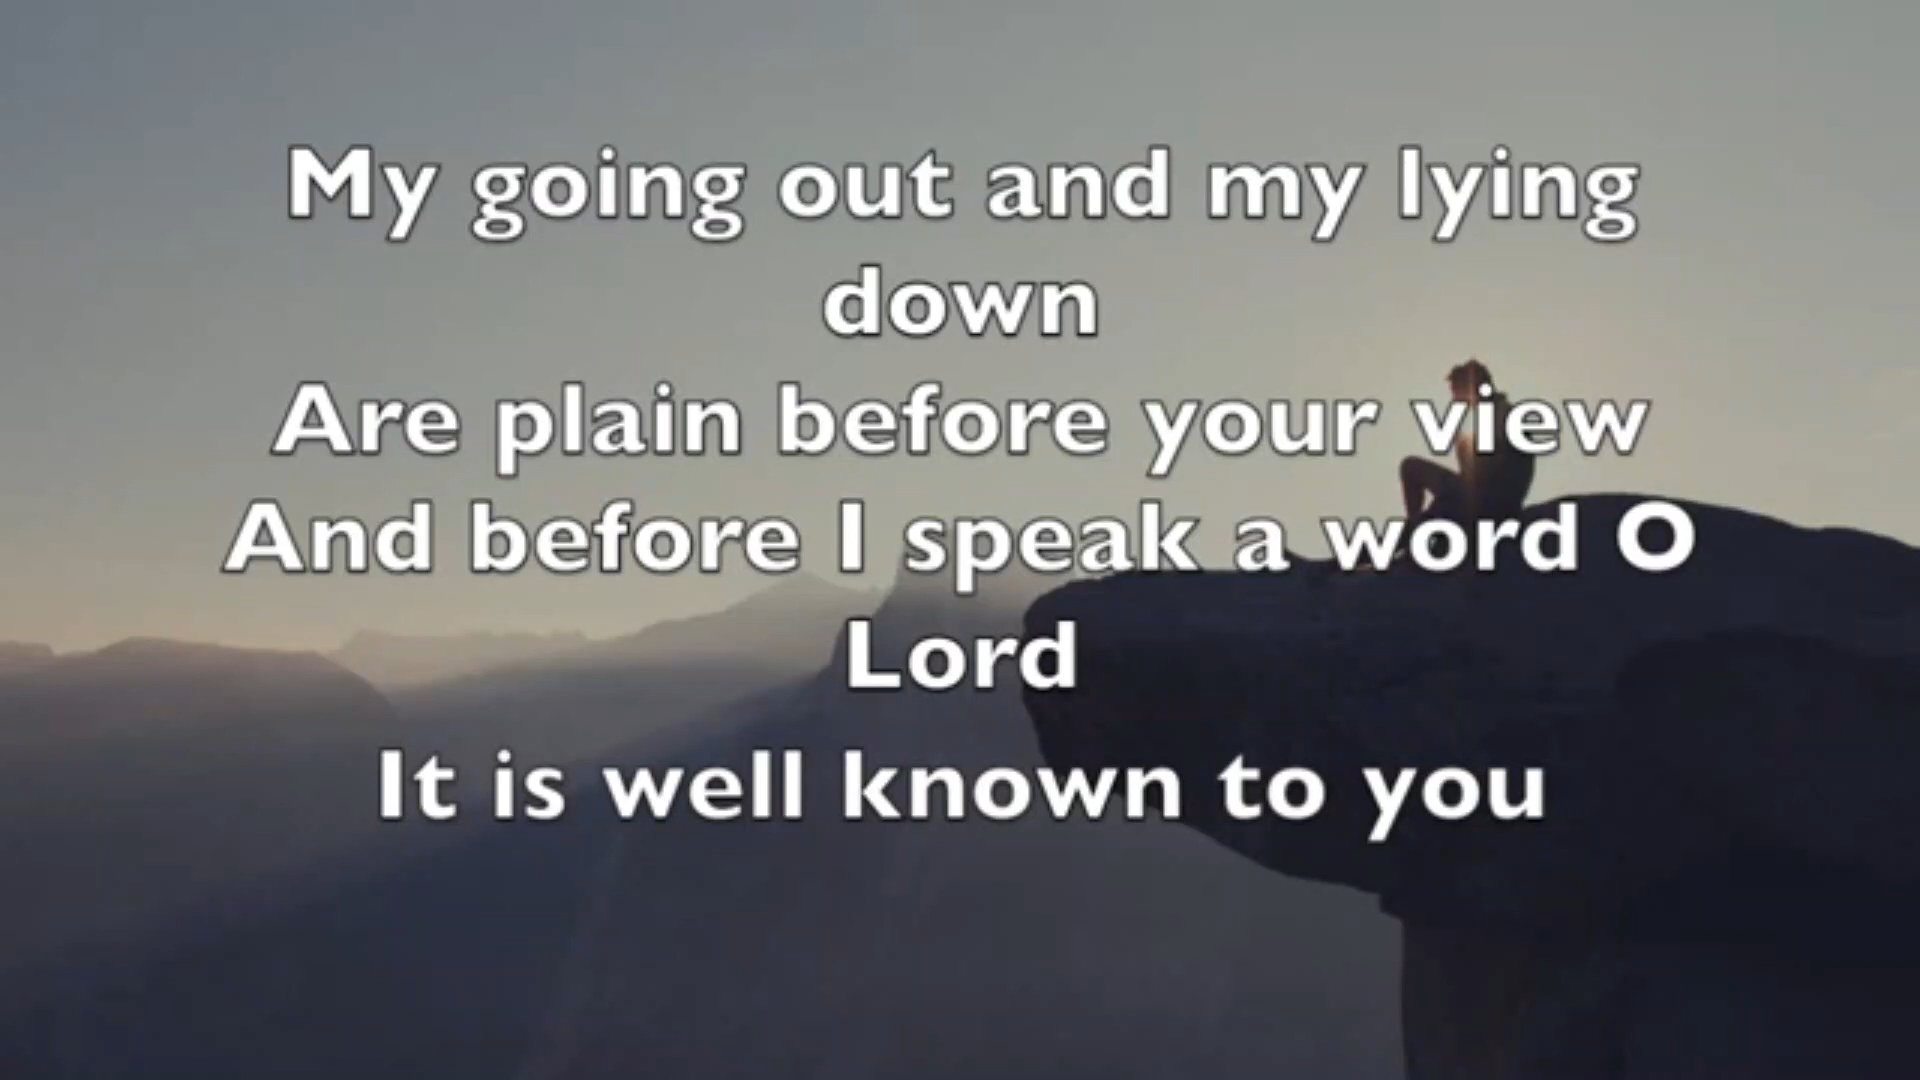 My going out and my lying
down
Are plain before your view
And before I speak a word O
Lord
It is well known to you